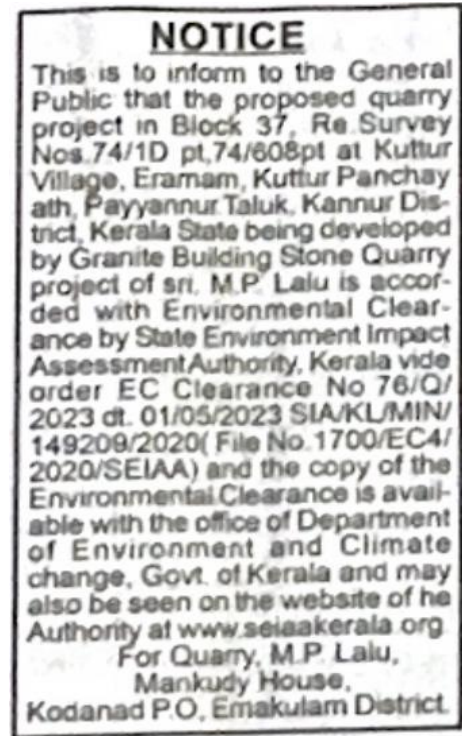 NOTICE
This is to inform to the General
Public that the proposed quarry
project in Block 37, Re Survey
Nos.74/1D pt,74/608pt at Kuttur
Village, Eramam, Kuttur Panchay
ath, Payyannur Taluk, Kannur Dis-
trict, Kerala State being developed
by Granite Building Stone Quarry
project of sri. M.P. Lalu is accor-
ded with Environmental Clear-
ance by State Environment Impact
Assessment Authority, Kerala vide
order EC Clearance No 76/Q/
2023 dt. 01/05/2023 SIA/KL/MIN/
149209/2020( File No.1700/EC4/
2020/SEIAA) and the copy of the
Environmental Clearance is avail-
able with the office of Department
of Environment and Climate
change, Govt. of Kerala and may
also be seen on the website of he
Authority at www.seiaakerala.org
For Quarry, M.P. Lalu,
Mankudy House,
Kodanad P.O, Ernakulam District.